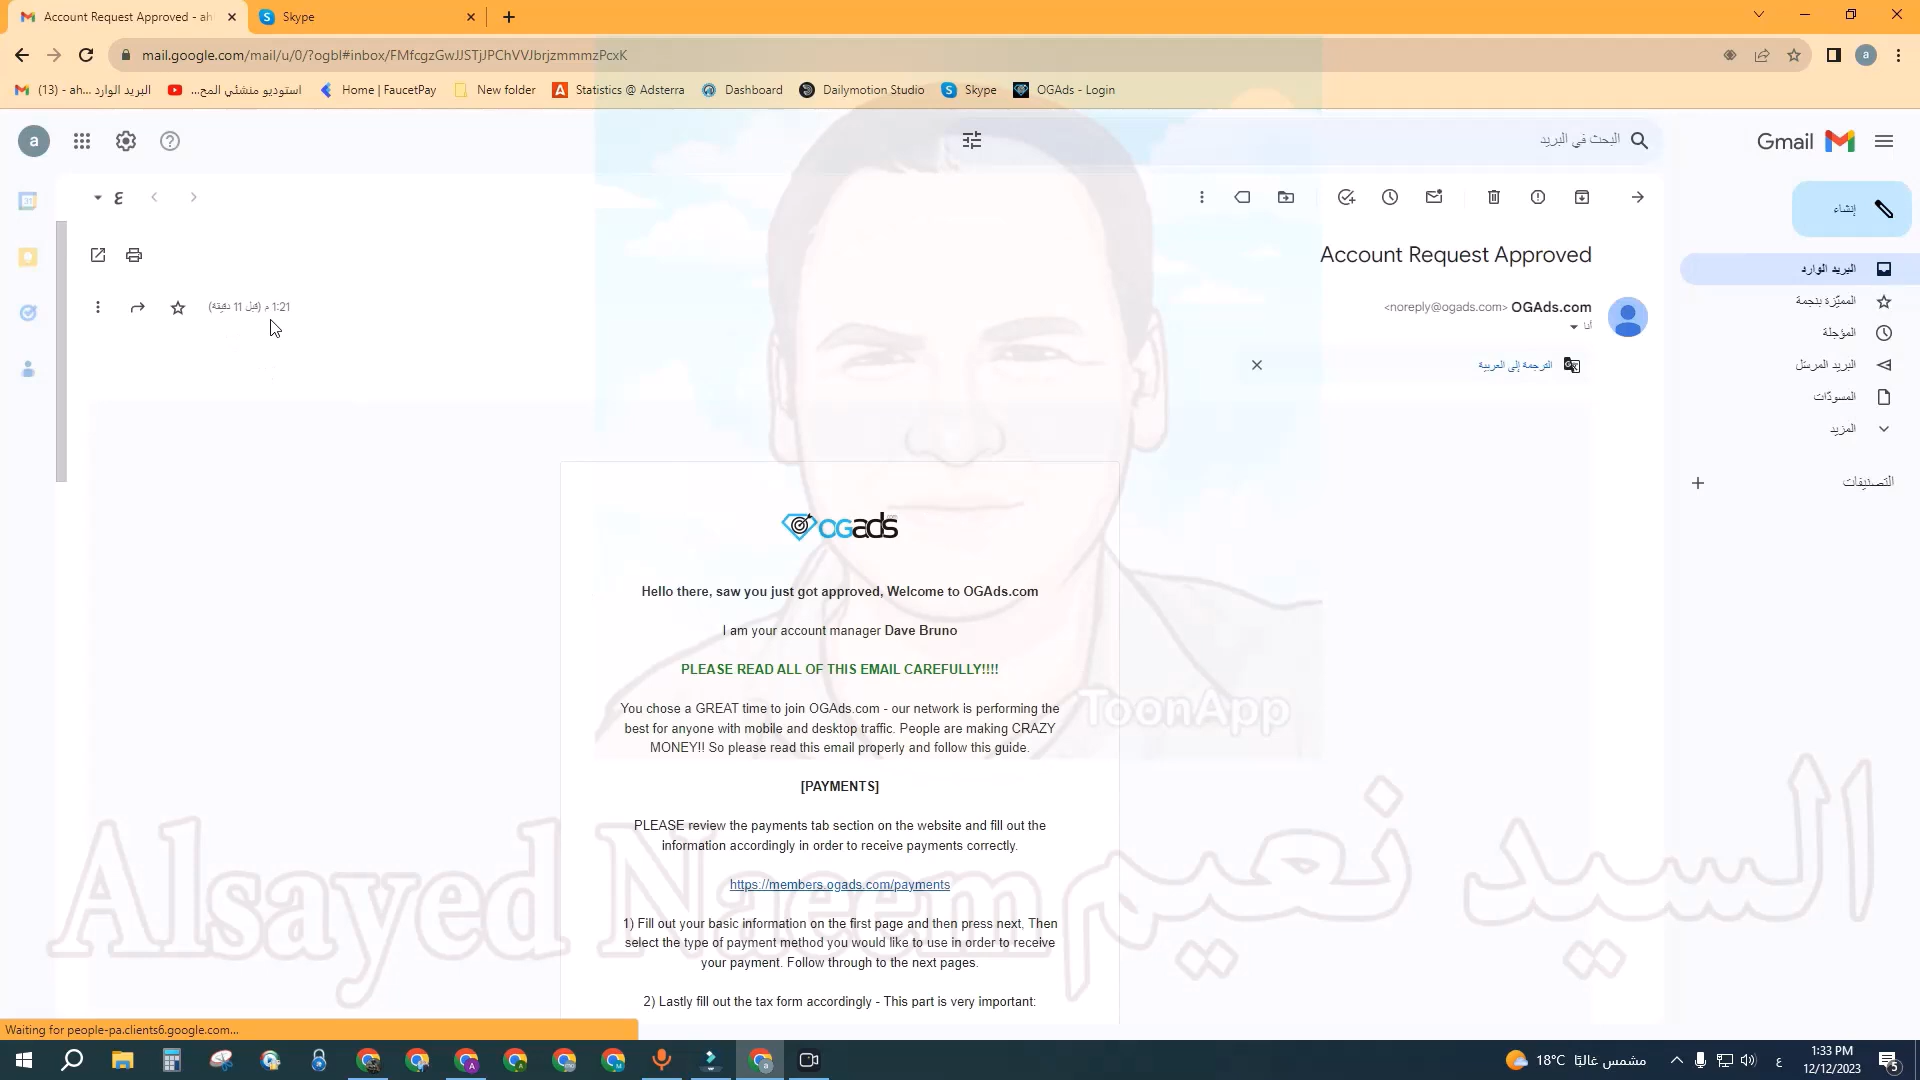 Account Request Approved - ah
Skype
mail.google.com/mail/u/0/?ogbl#inbox/FMfcgzGwJJSTjJPChVVJbrjzmmmzPcxK
a
(13) - ah... البريد الوارد
استوديو منشئي المح...
Home | FaucetPay
New folder
Statistics @ Adsterra
Dashboard
Dailymotion Studio
Skype
OGAds - Login
a
البحث في البريد
Gmail
ع
إنشاء
Account Request Approved
البريد الوارد
المميّزة بنجمة
المؤجلة
البريد المرسَل
المسودّات
المزيد
التصنيفات
1:21 م (قبل 11 دقيقة)
<noreply@ogads.com> OGAds.com
أنا
الترجمة إلى العربية
OGads
Hello there, saw you just got approved, Welcome to OGAds.com
I am your account manager Dave Bruno
PLEASE READ ALL OF THIS EMAIL CAREFULLY!!!!
You chose a GREAT time to join OGAds.com - our network is performing the
best for anyone with mobile and desktop traffic. People are making CRAZY
MONEY!! So please read this email properly and follow this guide.
ToonApp
[PAYMENTS]
PLEASE review the payments tab section on the website and fill out the
information accordingly in order to receive payments correctly.
https://members.ogads.com/payments
Alsayed Naeem السيد نعيم
1) Fill out your basic information on the first page and then press next, Then
select the type of payment method you would like to use in order to receive
your payment. Follow through to the next pages.
2) Lastly fill out the tax form accordingly - This part is very important:
Waiting for people-pa.clients6.google.com...
18°C مشمس غالبًا
ع
1:33 PM
12/12/2023
5